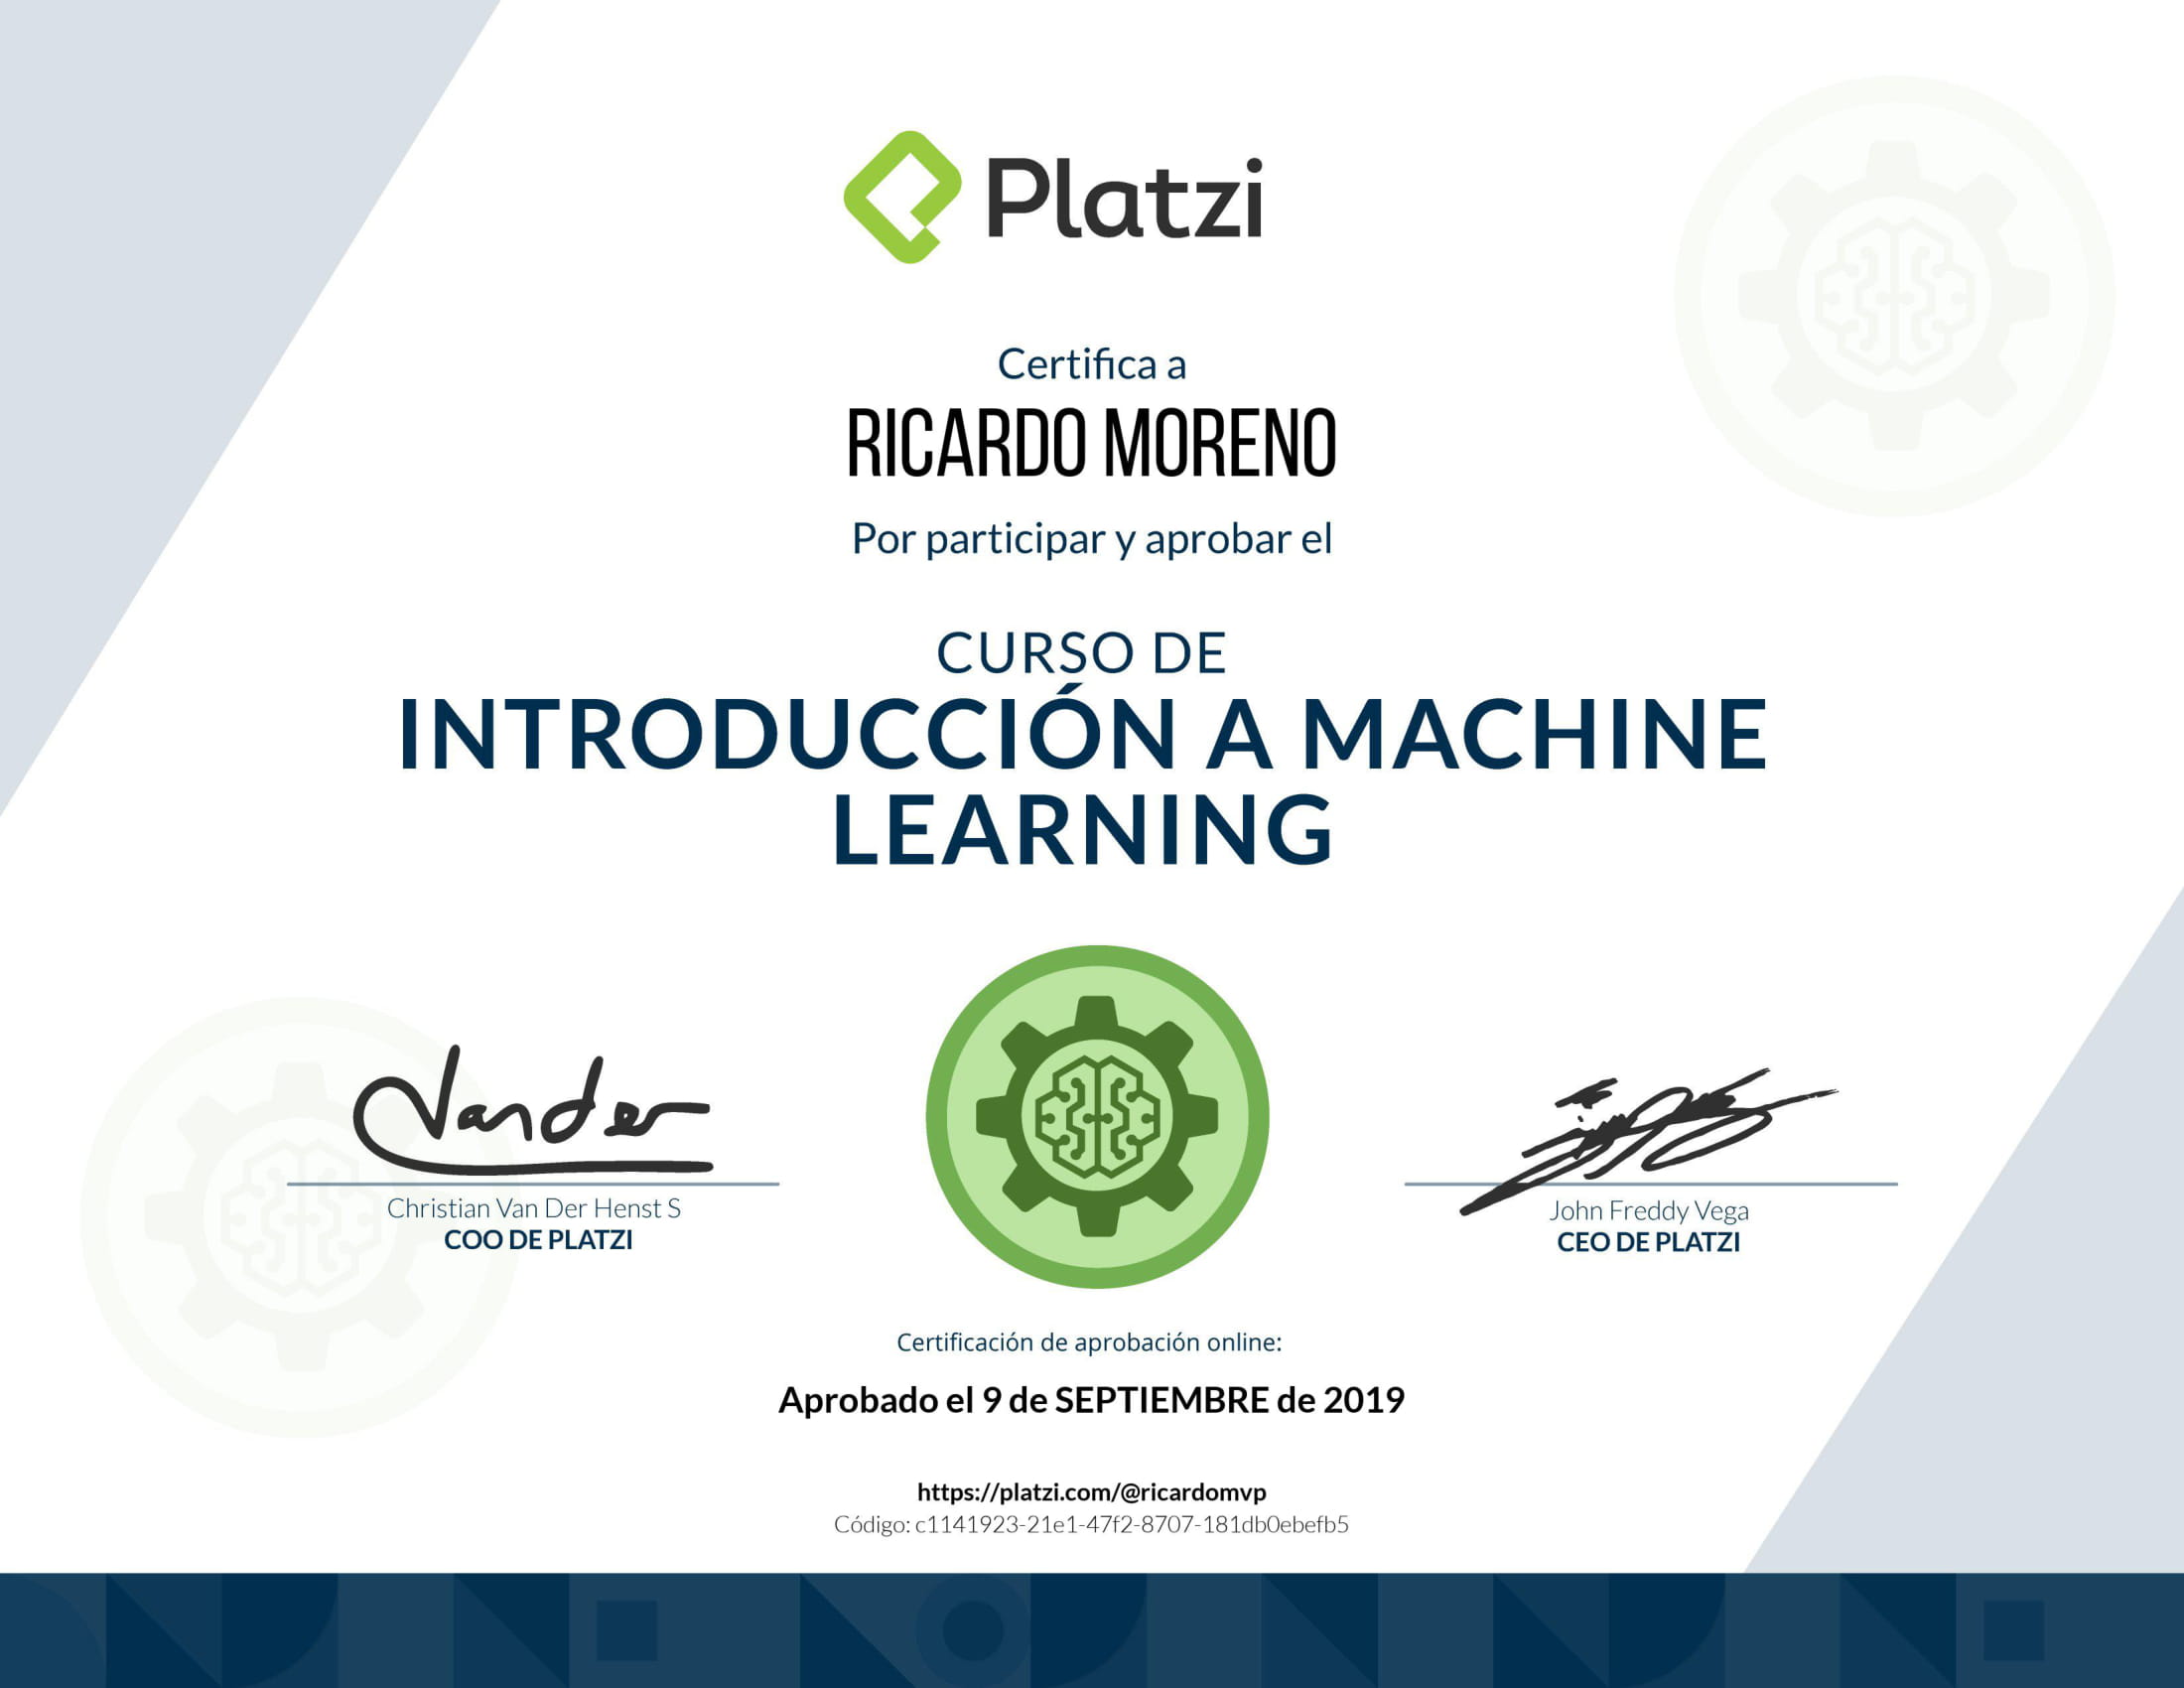 Platzi
Certifica a
RICARDO MORENO
Por participar y aprobar el
CURSO DE
INTRODUCCIÓN A MACHINE
LEARNING
Vander
Christian Van Der Henst S
COO DE PLATZI
John Freddy Vega
CEO DE PLATZI
Certificación de aprobación online:
Aprobado el 9 de SEPTIEMBRE de 2019
https://platzi.com/@ricardomvp
Código: c1141923-21e1-47f2-8707-181db0ebefb5